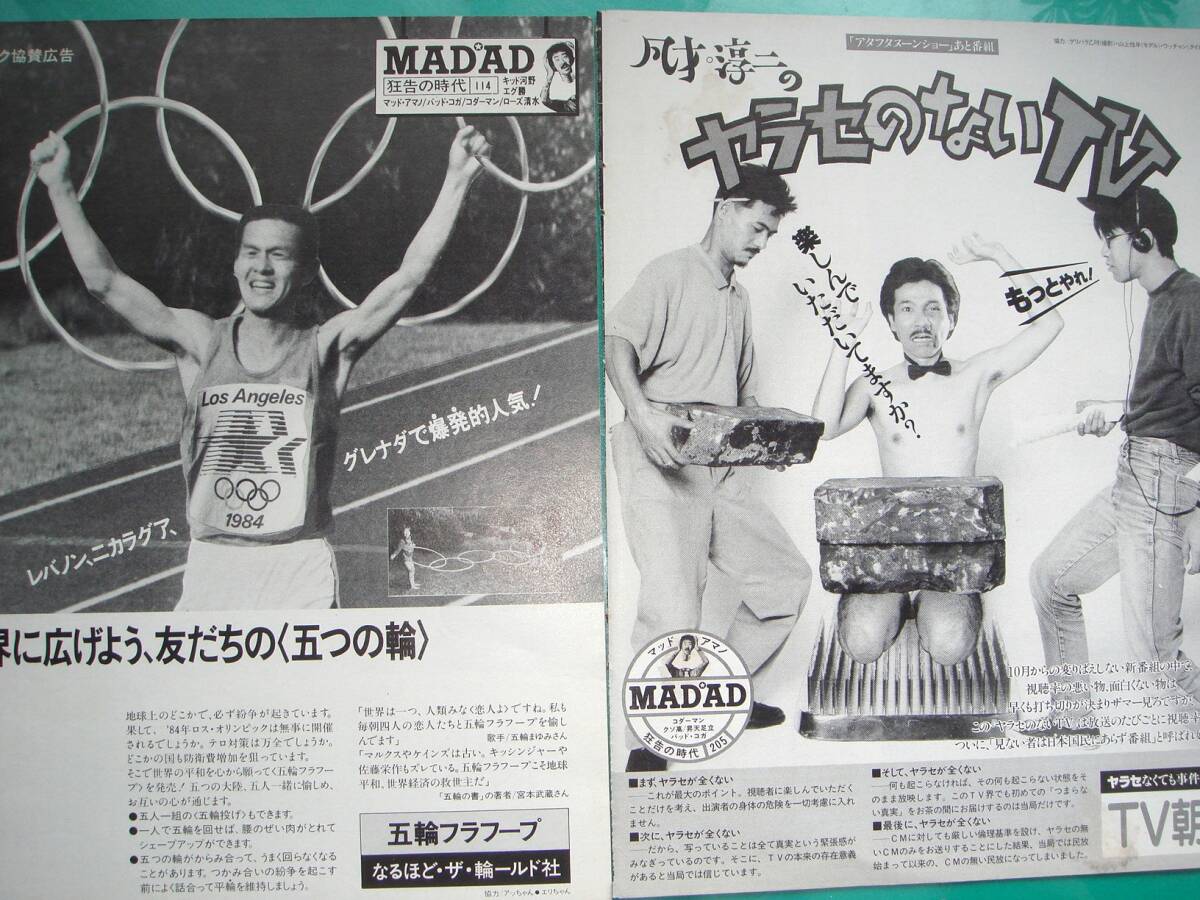 ク協賛広告
MAD★AD
狂告の時代 114
キッド河野
エグ勝
マッド・アマノ/バッド・コガ/コダーマン/ローズ清水
Los Angeles
1984
レバノン、ニカラグア、
グレナダで爆発的人気!
界に広げよう、友だちの〈五つの輪〉
地球上のどこかで、必ず紛争が起きています。
果して、'84年ロス・オリンピックは無事に開催
されるでしょうか。テロ対策は万全でしょうか。
どこかの国も防衛費増加を狙っています。
そこで世界の平和を心から願って〈五輪フラフー
プ〉を発売!五つの大陸、五人一緒に愉しめ、
お互いの心が通じます。
●五人一組の〈五輪投げ〉もできます。
●一人で五輪を回せば、腰のぜい肉がとれて
シェープアップができます。
●五つの輪がからみ合って、うまく回らなくなる
ことがあります。つかみ合いの紛争を起こす
前によく話合って平輪を維持しましょう。
「世界は一つ、人類みなく恋人よ〉ですね。私も
毎朝四人の恋人たちと五輪フラフープを愉し
んでます」
歌手/五輪まゆみさん
「マルクスやケインズは古い。キッシンジャーや
佐藤栄作もズレている。五輪フラフープこそ地球
平和、世界経済の救世主だ」
「五輪の書」の著者/宮本武蔵さん
五輪フラフープ
なるほど・ザ・輪ールド社
協力/アッちゃん●エリちゃん
「アタフタヌーンショー」あと番組
凡才・淳二の
ヤラセのないTV
楽しんで
いただいてますか?
もっとやれ!
マッド アマノ
MAD★AD
コダーマン
クソ嵩/昇天足立
バッド・コガ
狂告の時代 205
10月からの変りばえしない新番組の中で、
視聴率の悪い物、面白くない物は
早くも打ち切りが決まりザマー見ろですが、
この「ヤラセのないTV」は放送のたびごとに視聴
ついに、「見ない者は日本国民にあらず番組」と呼ばれ
■まず、ヤラセが全くない
――これが最大のポイント。視聴者に楽しんでいただく
ことだけを考え、出演者の身体の危険を一切考慮に入れ
ません。
■次に、ヤラセが全くない
――だから、写っていることは全て真実という緊張感が
みなぎっているのです。そこに、TVの本来の存在意義
があると当局では信じています。
■そして、ヤラセが全くない
――何も起こらなければ、その何も起こらない状態をそ
のまま放映します。このTV界でも初めての「つまらな
い真実」をお茶の間にお届けするのは当局だけです。
■最後に、ヤラセが全くない
――CMに対しても厳しい倫理基準を設け、ヤラセの無
いCMのみをお送りすることにした結果、当局では民放
始まって以来の、CMの無い民放になってしまいました。
ヤラセなくても事件
TV朝